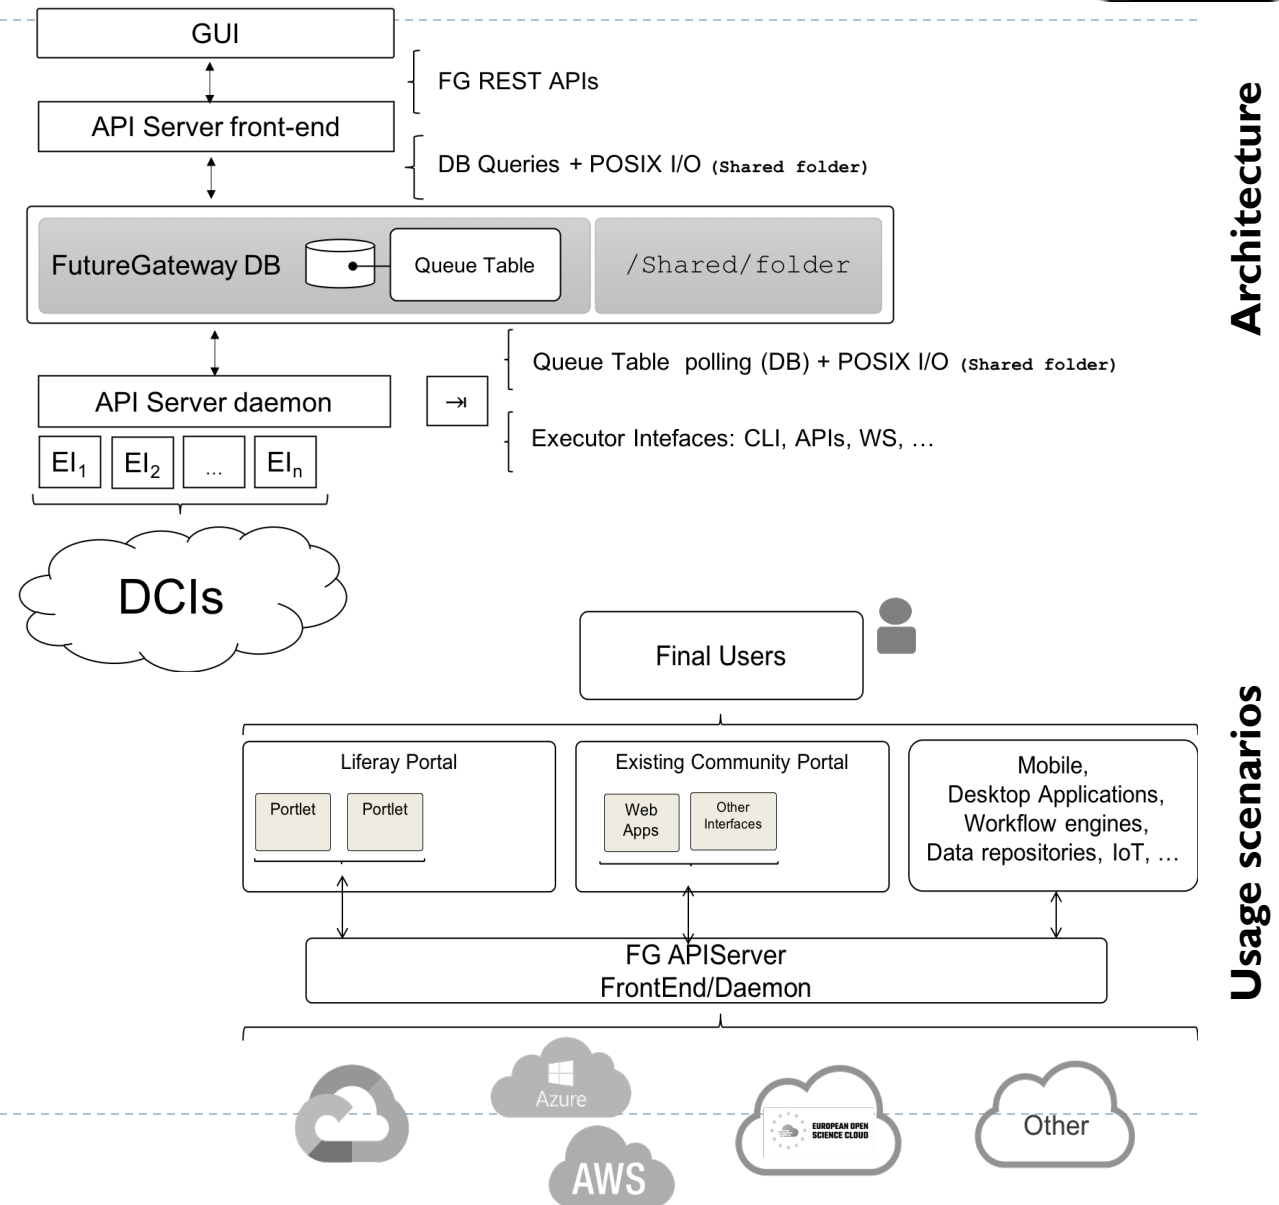 GUI
FG REST APIs
API Server front-end
DB Queries + POSIX I/O (Shared folder)
FutureGateway DB
Queue Table
/Shared/folder
Architecture
Queue Table polling (DB) + POSIX I/O (Shared folder)
API Server daemon
⇥
Executor Intefaces: CLI, APIs, WS, …
EI1
EI2
…
EIn
DCIs
Final Users
Usage scenarios
Liferay Portal
Portlet
Portlet
Existing Community Portal
Web
Apps
Other
Interfaces
Mobile,
Desktop Applications,
Workflow engines,
Data repositories, IoT, …
FG APIServer
FrontEnd/Daemon
Azure
AWS
EUROPEAN OPEN
SCIENCE CLOUD
Other